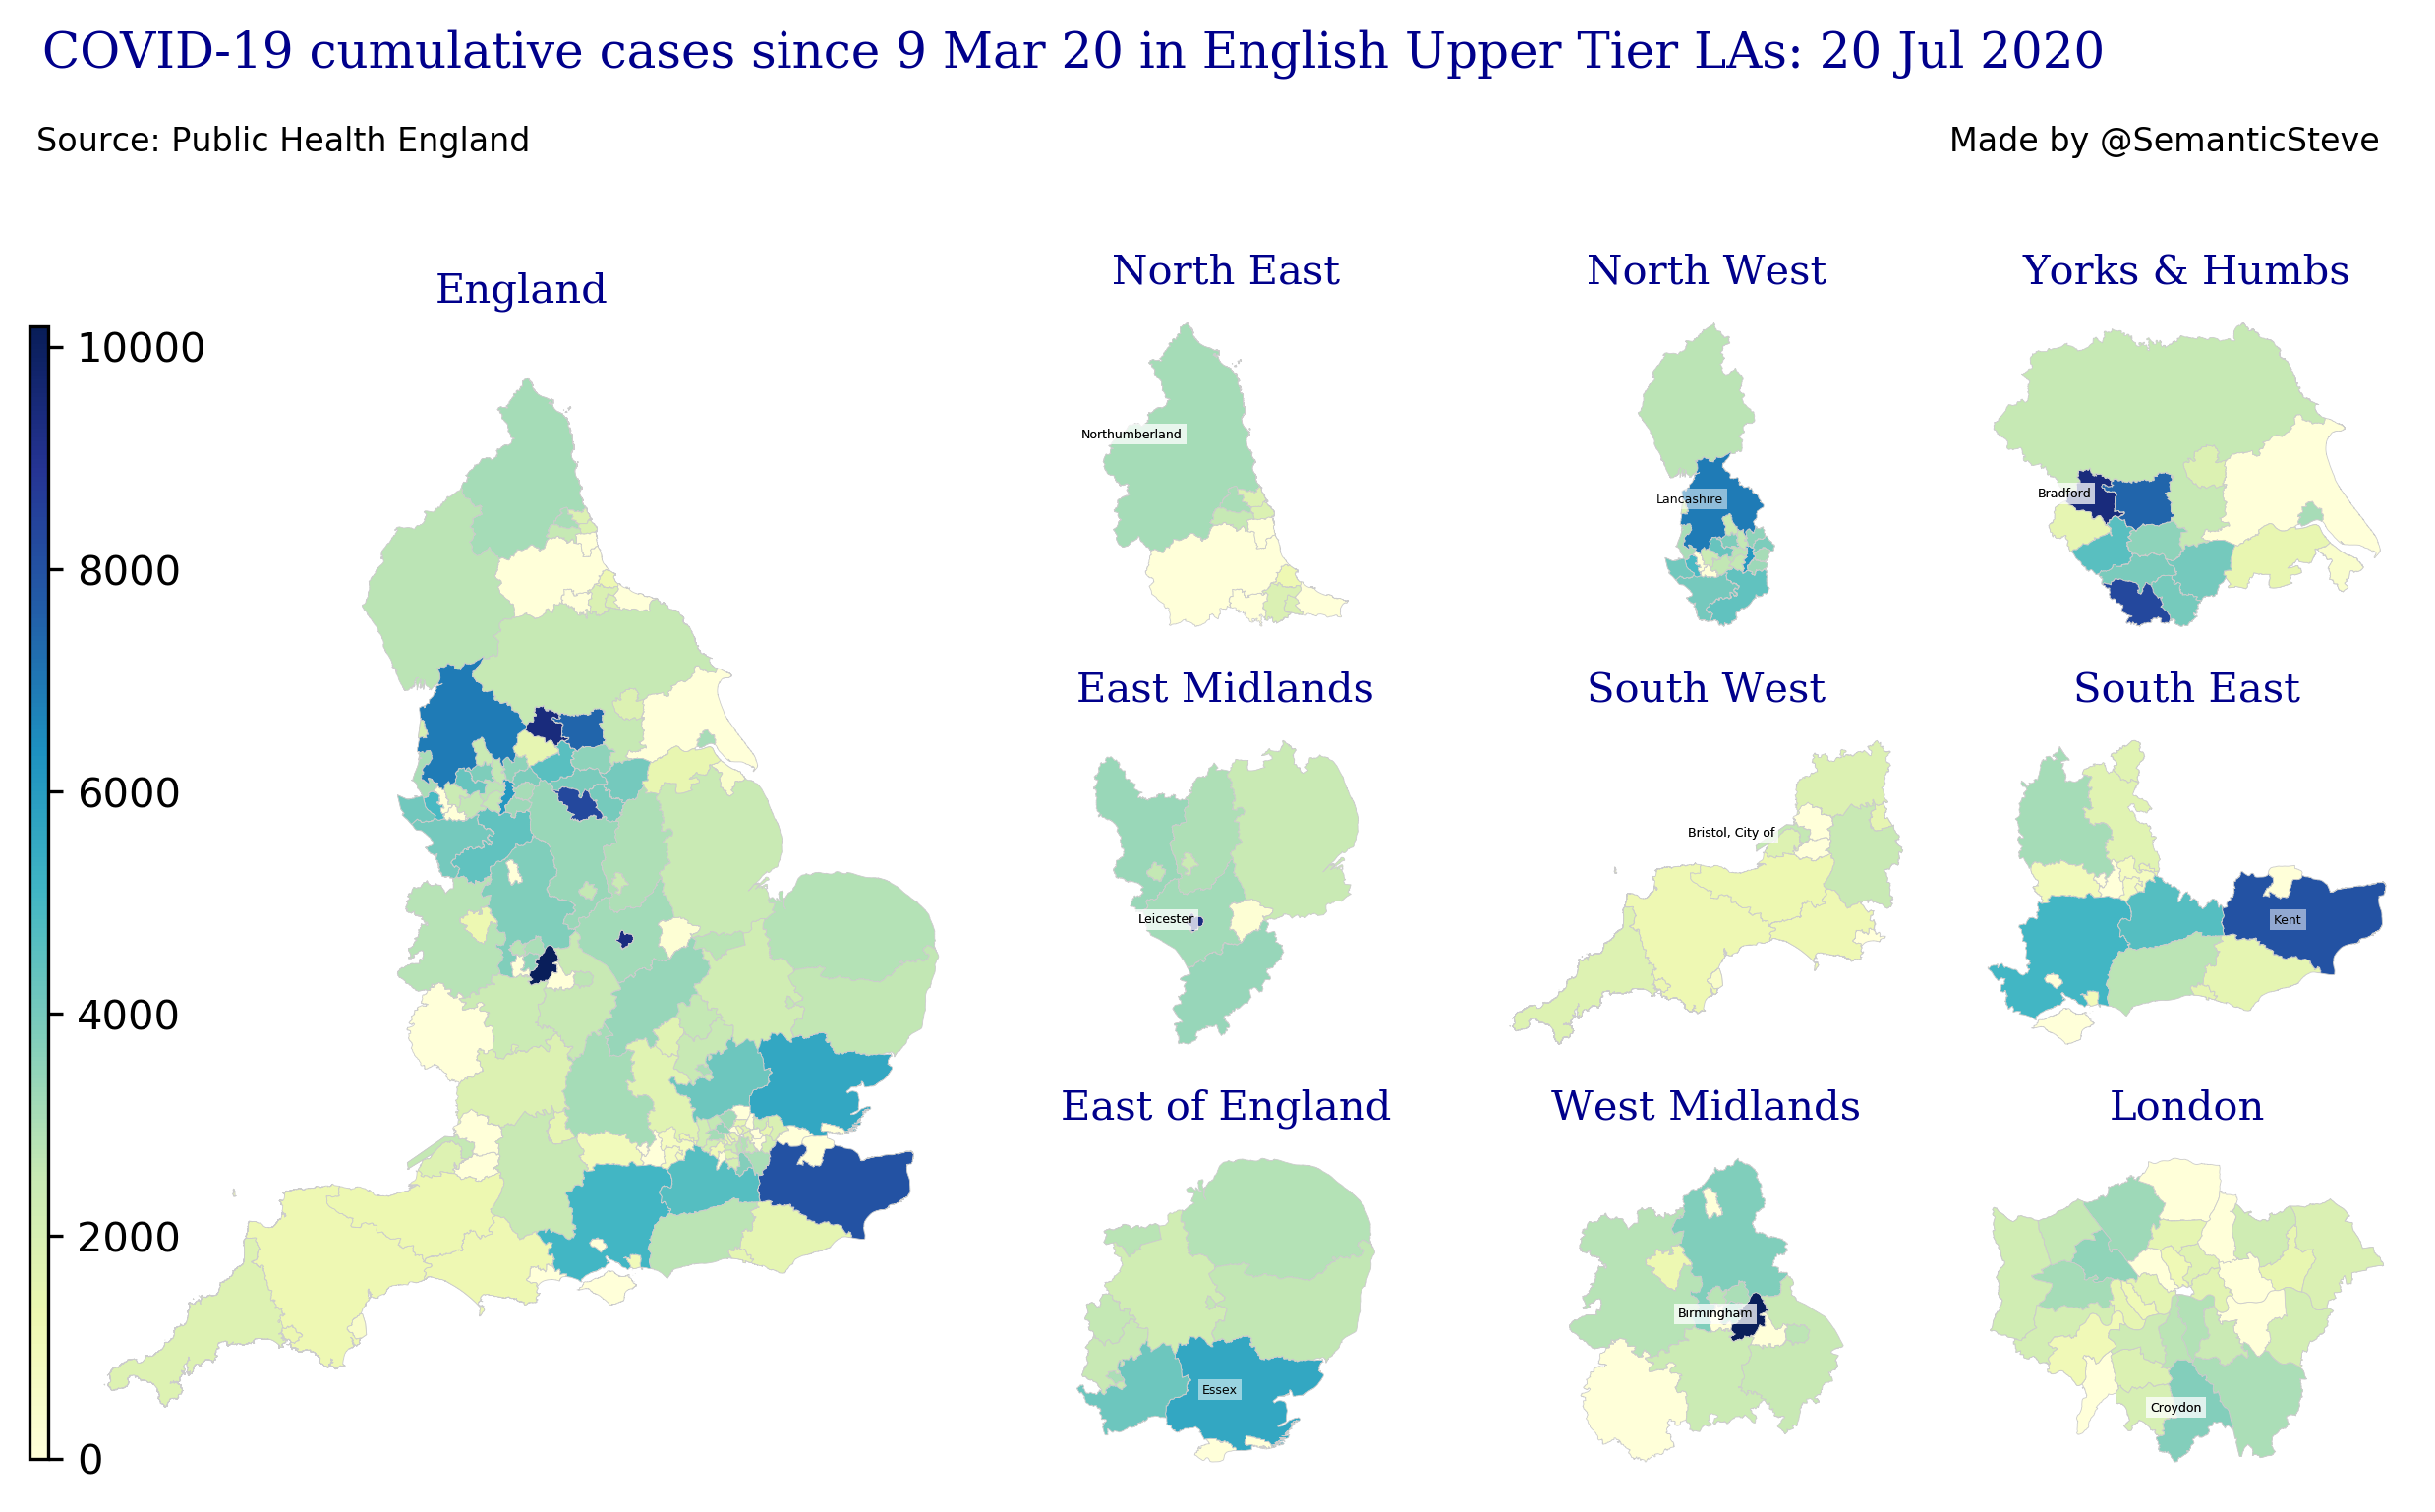 COVID-19 cumulative cases since 9 Mar 20 in English Upper Tier LAs: 20 Jul 2020
Source: Public Health England
Made by @SemanticSteve
England
10000
8000
6000
4000
2000
0
North East
Northumberland
North West
Lancashire
Yorks & Humbs
Bradford
East Midlands
Leicester
South West
Bristol, City of
South East
Kent
East of England
Essex
West Midlands
Birmingham
London
Croydon